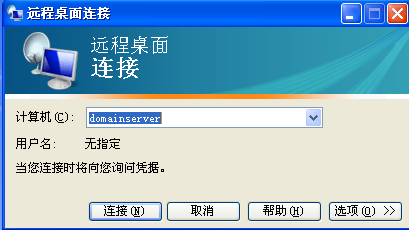 远程桌面连接
远程桌面
连接
计算机(C): domainserver
用户名: 无指定
当您连接时将向您询问凭据。
连接(N) 取消 帮助(H) 选项(O) >>